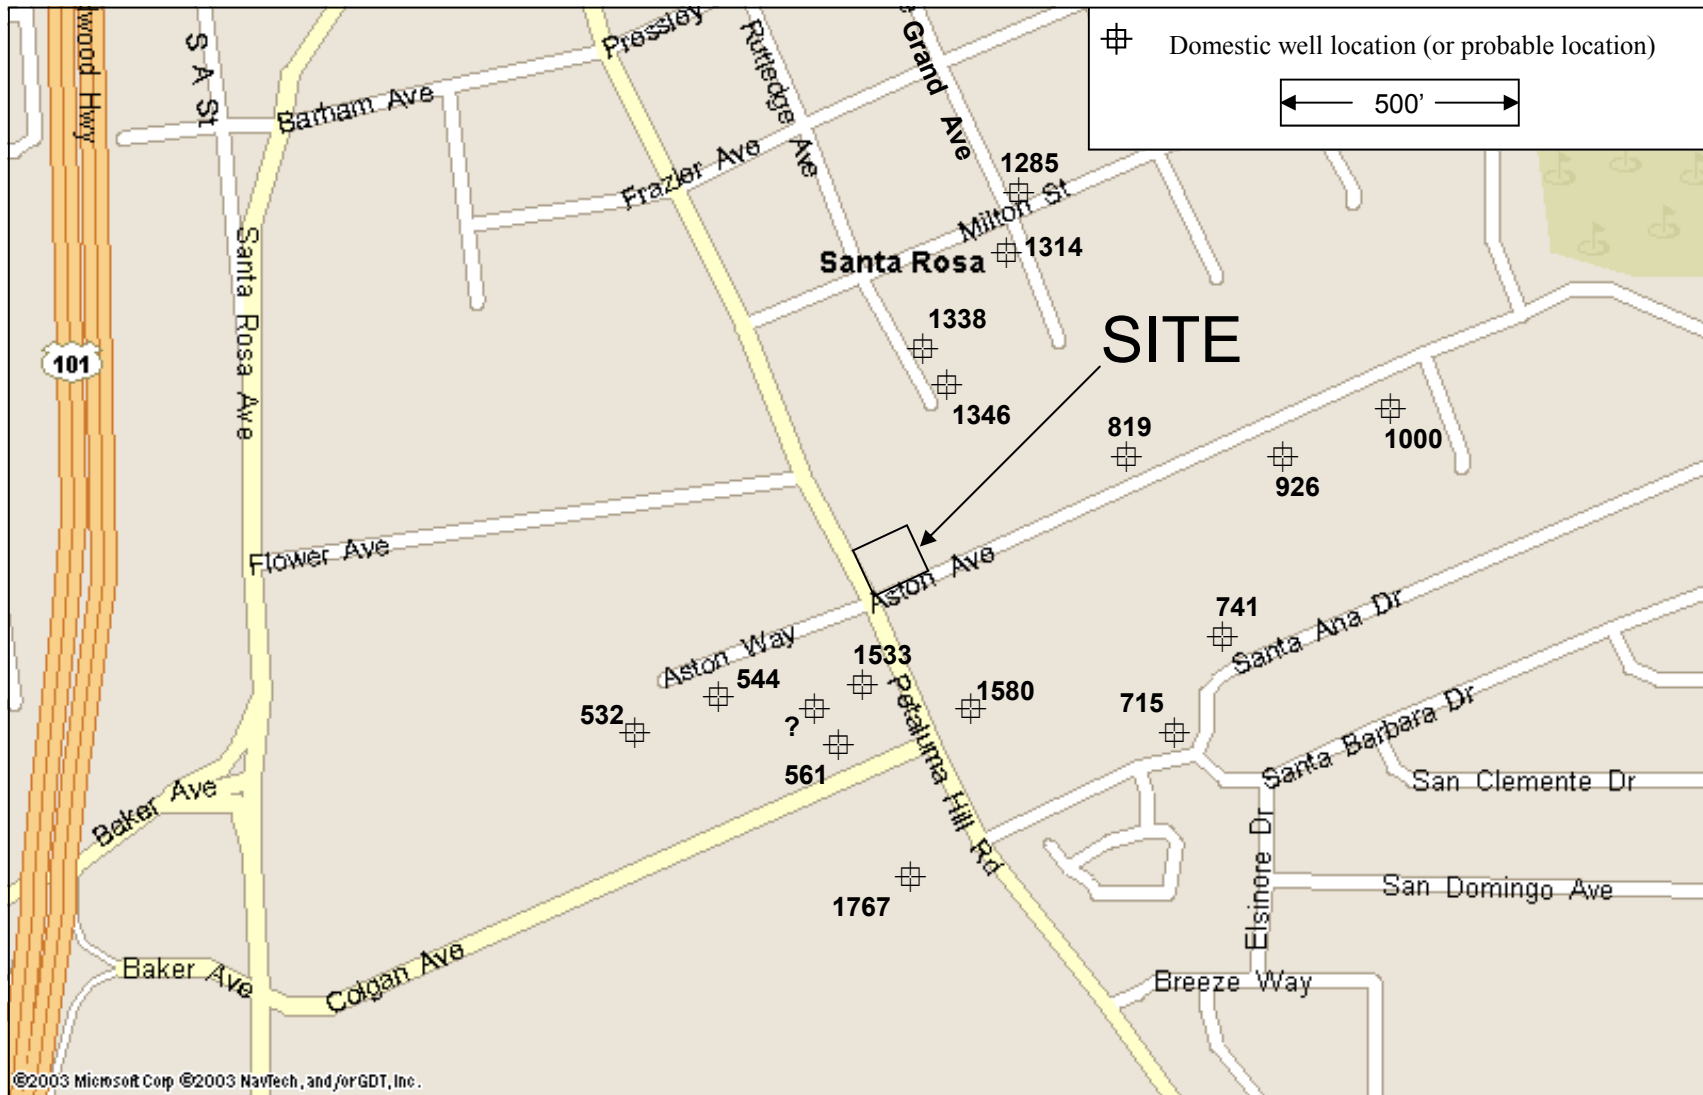 dwood Hwy
S A St
Pressley
Rutledge Ave
e Grand Ave
Domestic well location (or probable location)
500'
Barham Ave
Frazier Ave
1285
Milton St
1314
Santa Rosa
Santa Rosa Ave
1338
SITE
101
1346
819
1000
926
Flower Ave
Aston Ave
741
Santa Ana Dr
Aston Way
1533
544
1580
715
532
?
561
Petaluma Hill Rd
Santa Barbara Dr
San Clemente Dr
Baker Ave
Elsinore Dr
1767
San Domingo Ave
Baker Ave
Colgan Ave
Breeze Way
©2003 Microsoft Corp ©2003 NavTech, and/or GDT, Inc.